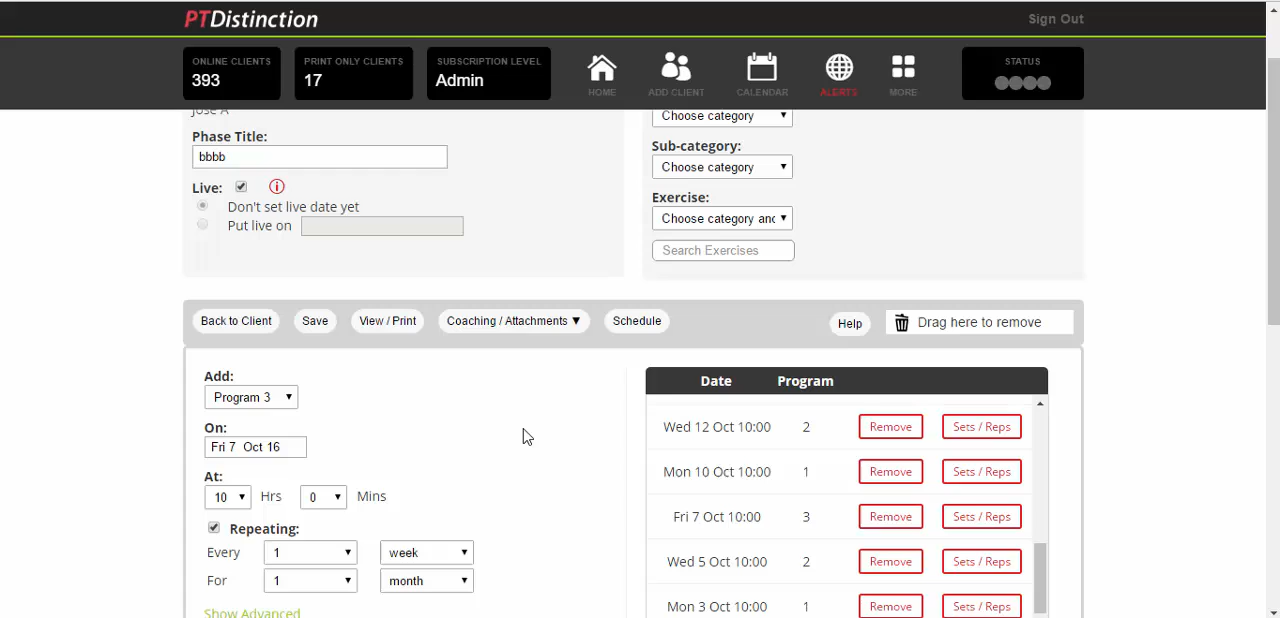 PTDistinction
Sign Out
ONLINE CLIENTS
393
PRINT ONLY CLIENTS
17
SUBSCRIPTION LEVEL
Admin
HOME
ADD CLIENT
CALENDAR
ALERTS
MORE
STATUS
Jose A
Phase Title:
bbbb
Live:
i
Don't set live date yet
Put live on
Choose category
Sub-category:
Choose category
Exercise:
Choose category anc
Search Exercises
Back to Client
Save
View / Print
Coaching / Attachments ▼
Schedule
Help
Drag here to remove
Add:
Program 3
On:
Fri 7 Oct 16
At:
10 Hrs 0 Mins
Repeating:
Every 1 week
For 1 month
Show Advanced
Date Program
Wed 12 Oct 10:00 2 Remove Sets / Reps
Mon 10 Oct 10:00 1 Remove Sets / Reps
Fri 7 Oct 10:00 3 Remove Sets / Reps
Wed 5 Oct 10:00 2 Remove Sets / Reps
Mon 3 Oct 10:00 1 Remove Sets / Reps